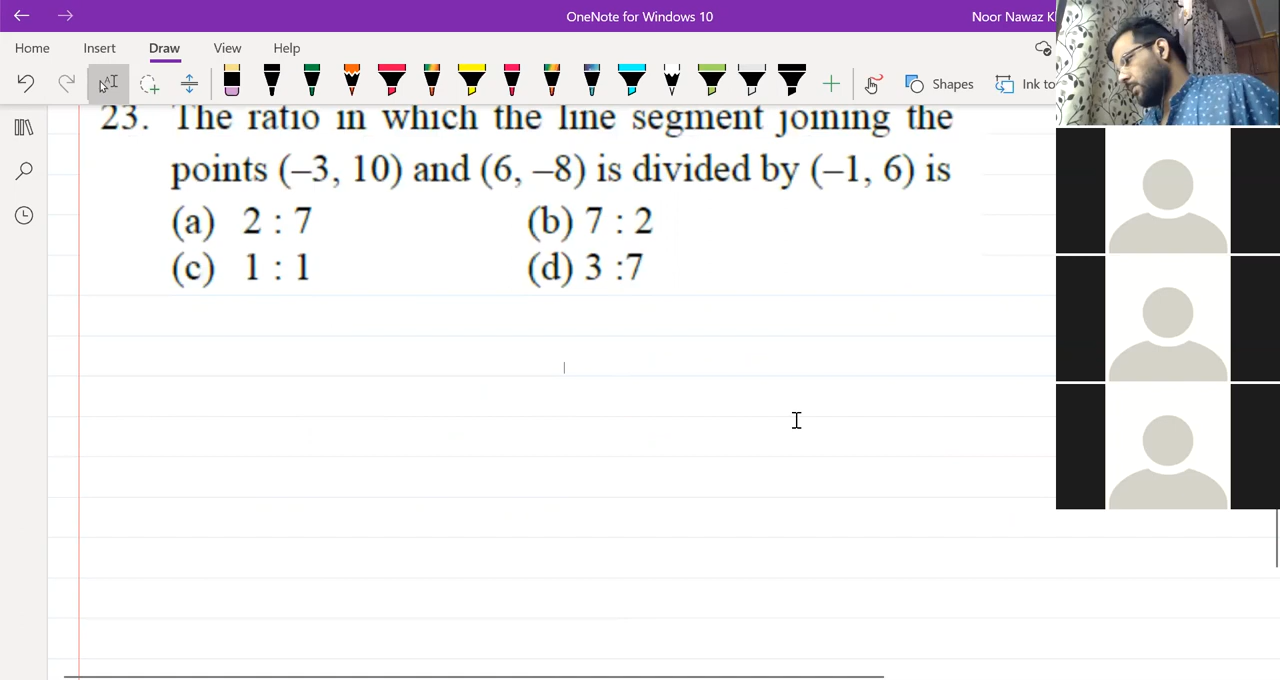 OneNote for Windows 10
Noor Nawaz K
Home Insert Draw View Help
Shapes
Ink to
23. The ratio in which the line segment joining the
points (–3, 10) and (6, –8) is divided by (–1, 6) is
(a) 2 : 7 (b) 7 : 2
(c) 1 : 1 (d) 3 :7